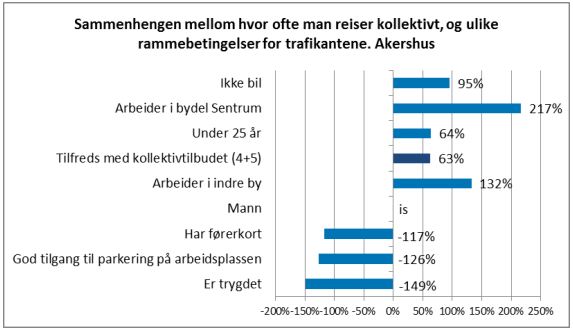 Sammenhengen mellom hvor ofte man reiser kollektivt, og ulike
rammebetingelser for trafikantene. Akershus
Ikke bil 95%
Arbeider i bydel Sentrum 217%
Under 25 år 64%
Tilfreds med kollektivtilbudet (4+5) 63%
Arbeider i indre by 132%
Mann is
Har førerkort -117%
God tilgang til parkering på arbeidsplassen -126%
Er trygdet -149%
-200% -150% -100% -50% 0% 50% 100% 150% 200% 250%